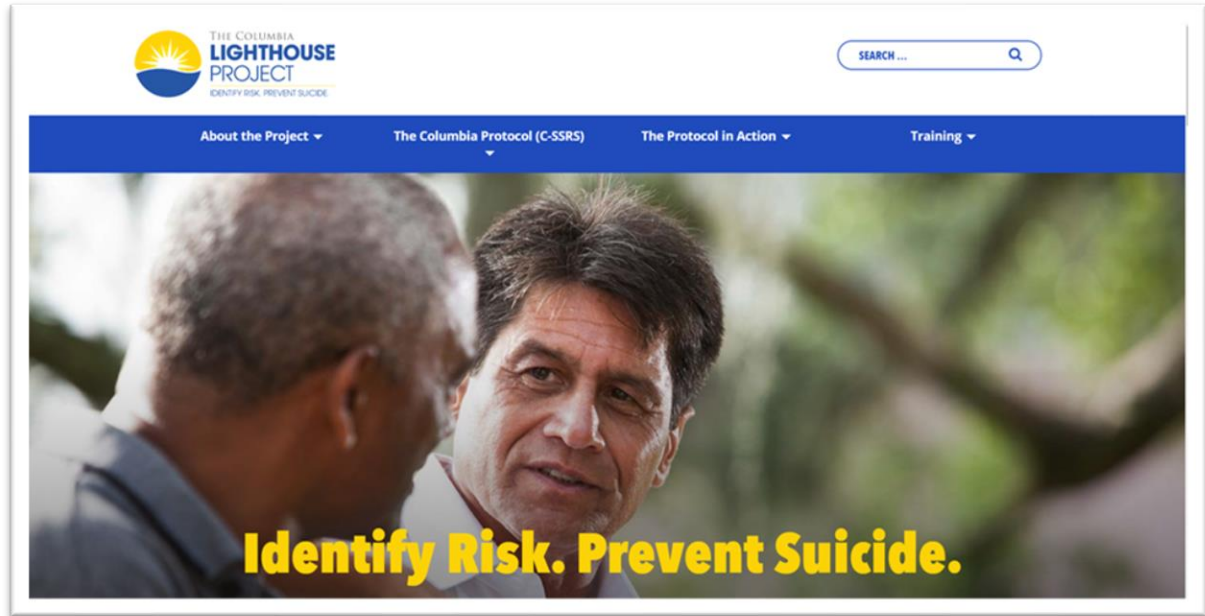 THE COLUMBIA
LIGHTHOUSE
PROJECT
IDENTIFY RISK. PREVENT SUICIDE.
SEARCH ...
About the Project
The Columbia Protocol (C-SSRS)
The Protocol in Action
Training
Identify Risk. Prevent Suicide.